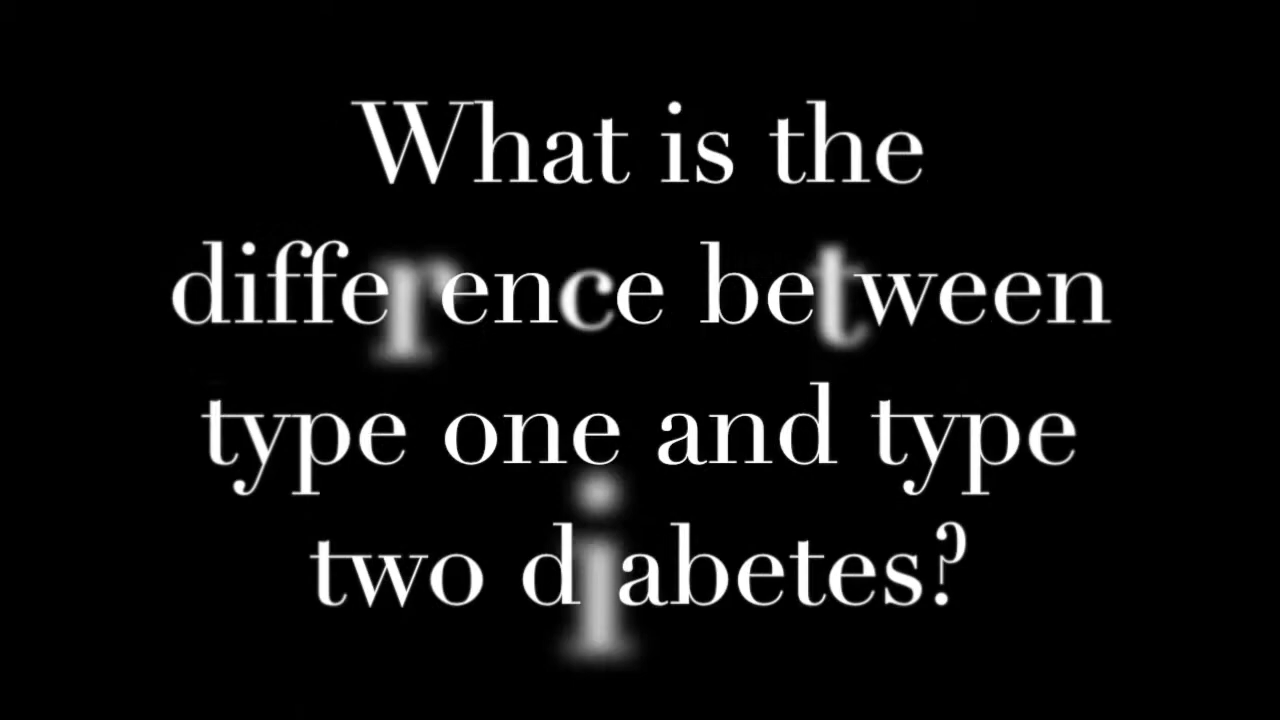 What is the
difference between
type one and type
two diabetes?